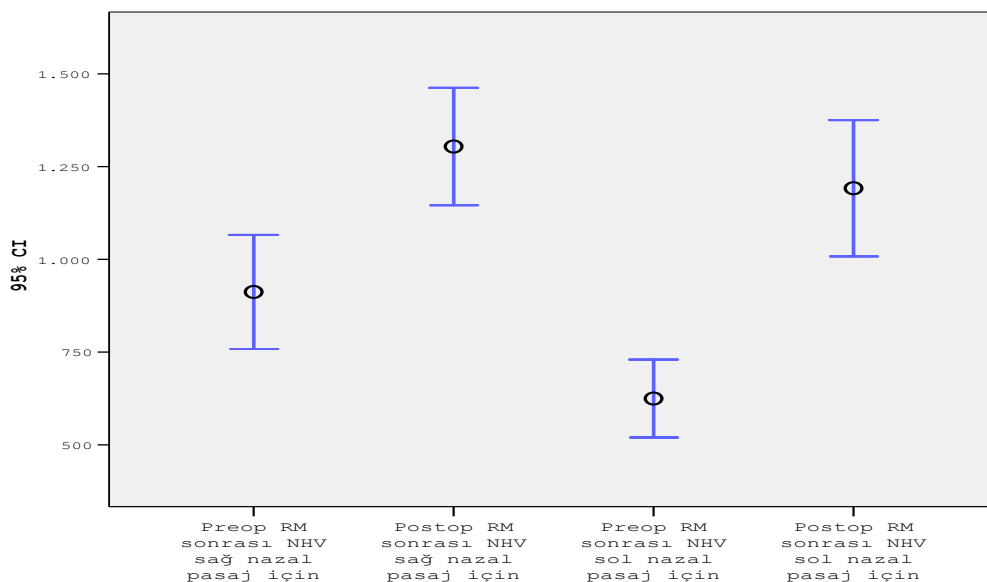 1.500
1.250
1.000
750
500
95% CI
Preop RM
sonrası NHV
sağ nazal
pasaj için
Postop RM
sonrası NHV
sağ nazal
pasaj için
Preop RM
sonrası NHV
sol nazal
pasaj için
Postop RM
sonrası NHV
sol nazal
pasaj için